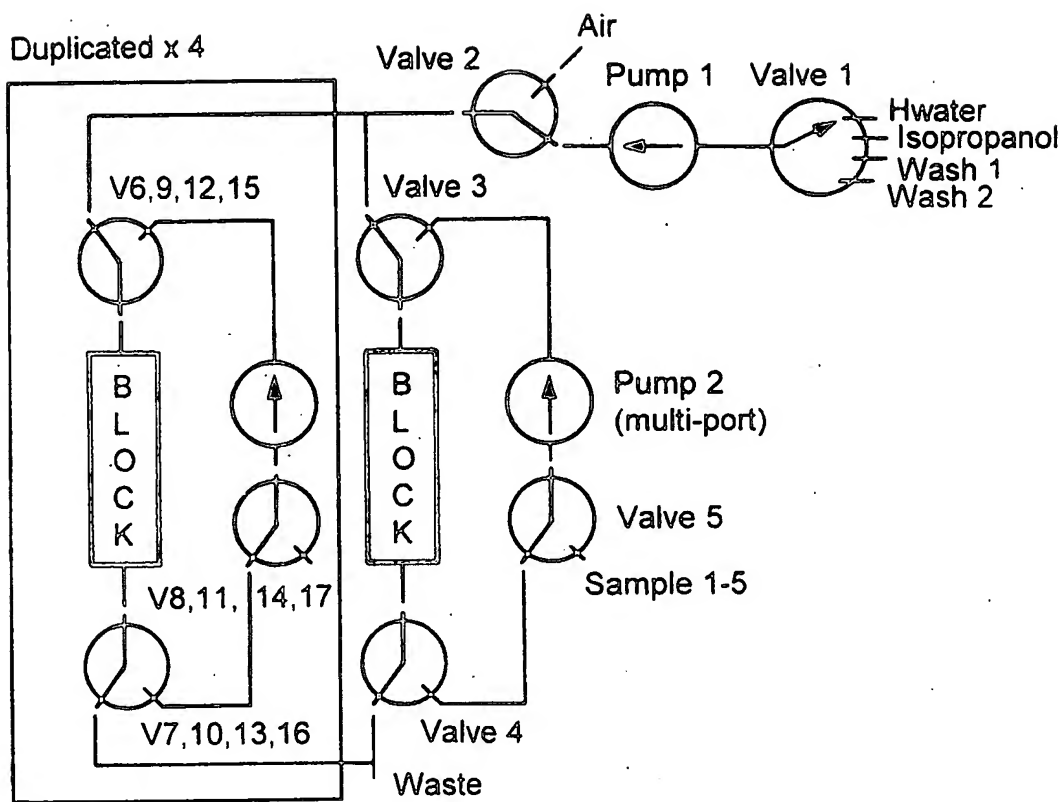 Duplicated x 4
Air
Valve 2
Pump 1
Valve 1
Hwater
Isopropanol
Wash 1
Wash 2
V6,9,12,15
Valve 3
BLOCK
BLOCK
Pump 2
(multi-port)
Valve 5
Sample 1-5
V8,11, 14,17
V7,10,13,16
Valve 4
Waste